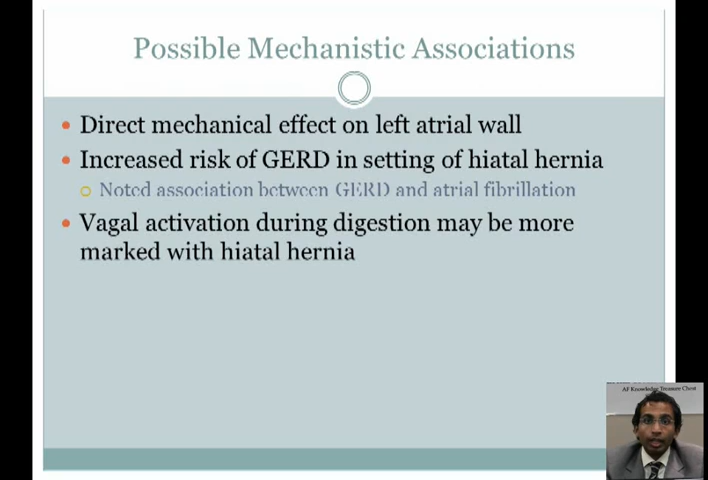 Possible Mechanistic Associations
Direct mechanical effect on left atrial wall
Increased risk of GERD in setting of hiatal hernia
Noted association between GERD and atrial fibrillation
Vagal activation during digestion may be more
marked with hiatal hernia
AF Knowledge Treasure Chest